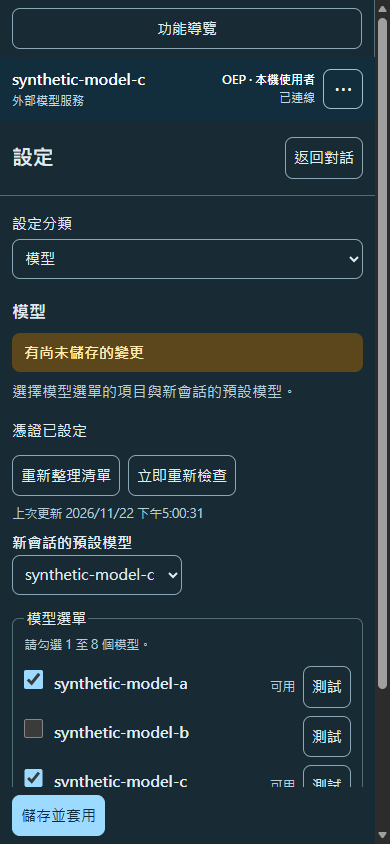 功能導覽
synthetic-model-c
OEP · 本機使用者
外部模型服務
已連線
...
設定
返回對話
設定分類
模型
模型
有尚未儲存的變更
選擇模型選單的項目與新會話的預設模型。
憑證已設定
重新整理清單
立即重新檢查
上次更新 2026/11/22 下午5:00:31
新會話的預設模型
synthetic-model-c
模型選單
請勾選 1 至 8 個模型。
synthetic-model-a
可用
測試
synthetic-model-b
測試
synthetic-model-c
可用
測試
儲存並套用